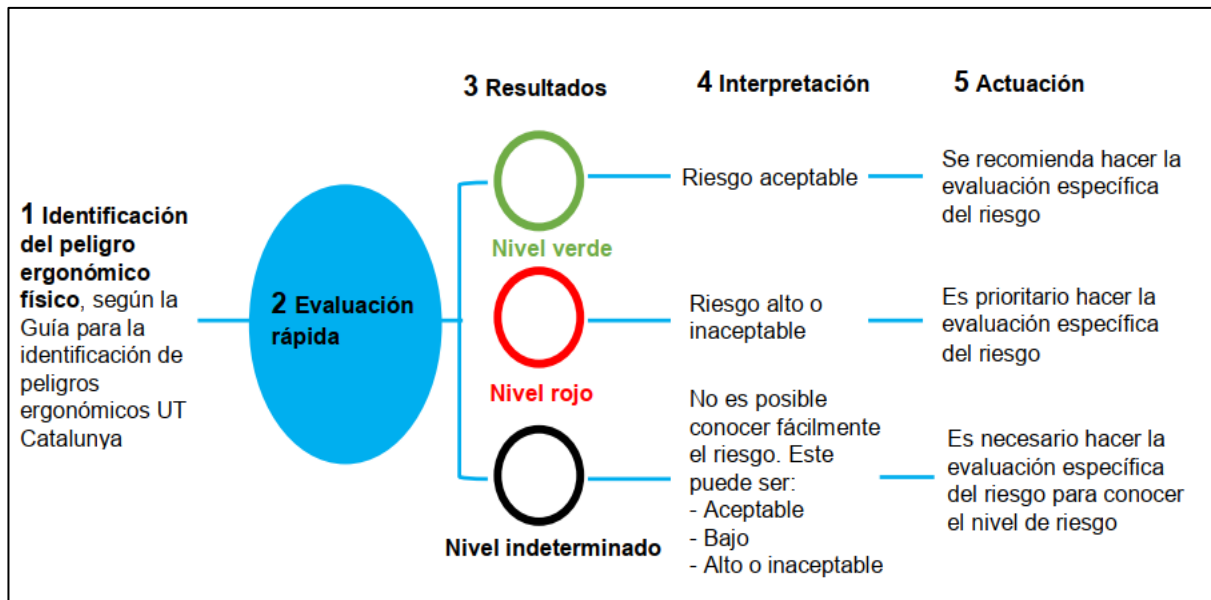 1 Identificación
del peligro
ergonómico
físico, según la
Guía para la
identificación de
peligros
ergonómicos UT
Catalunya
2 Evaluación
rápida
3 Resultados
Nivel verde
Nivel rojo
Nivel indeterminado
4 Interpretación
Riesgo aceptable
Riesgo alto o
inaceptable
No es posible
conocer fácilmente
el riesgo. Este
puede ser:
- Aceptable
- Bajo
- Alto o inaceptable
5 Actuación
Se recomienda hacer la
evaluación específica
del riesgo
Es prioritario hacer la
evaluación específica
del riesgo
Es necesario hacer la
evaluación específica
del riesgo para conocer
el nivel de riesgo